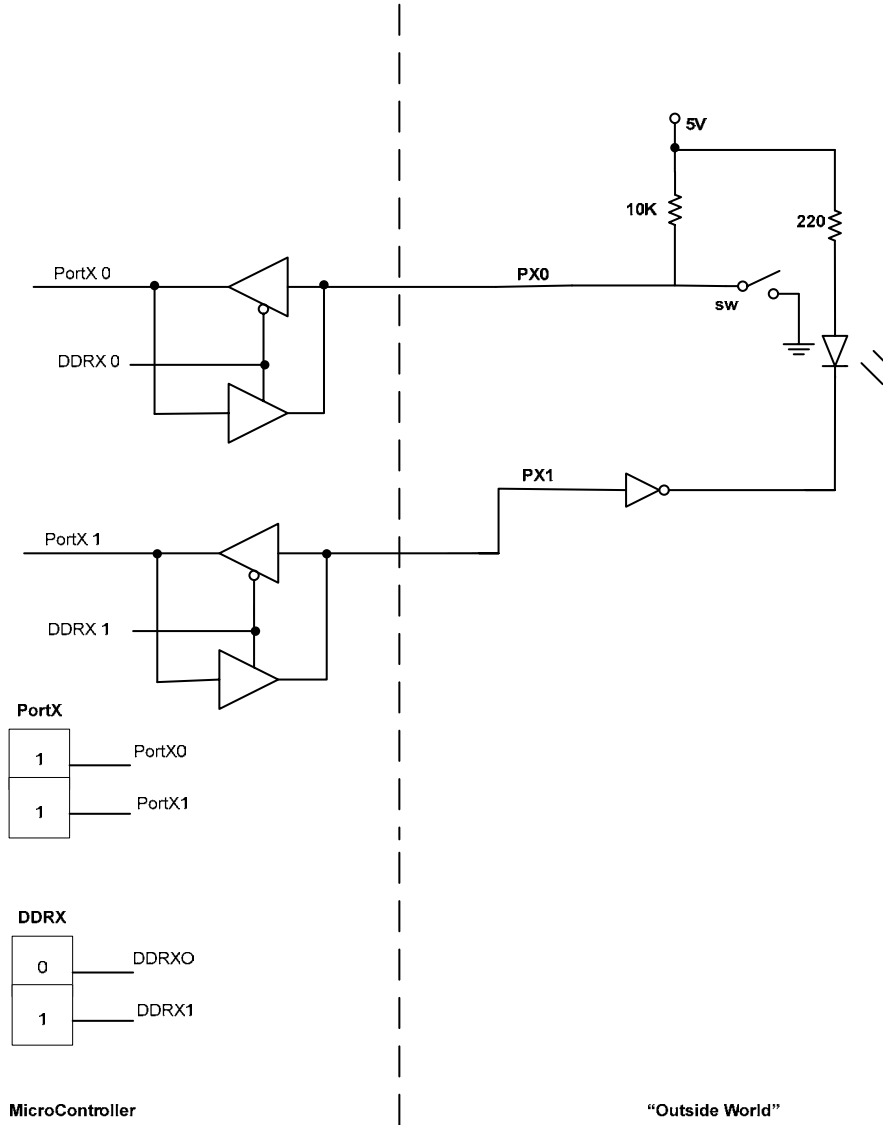 5V
10K
220
PortX 0
PX0
sw
DDRX 0
PX1
PortX 1
DDRX 1
PortX
1
PortX0
1
PortX1
DDRX
0
DDRXO
1
DDRX1
MicroController
“Outside World”